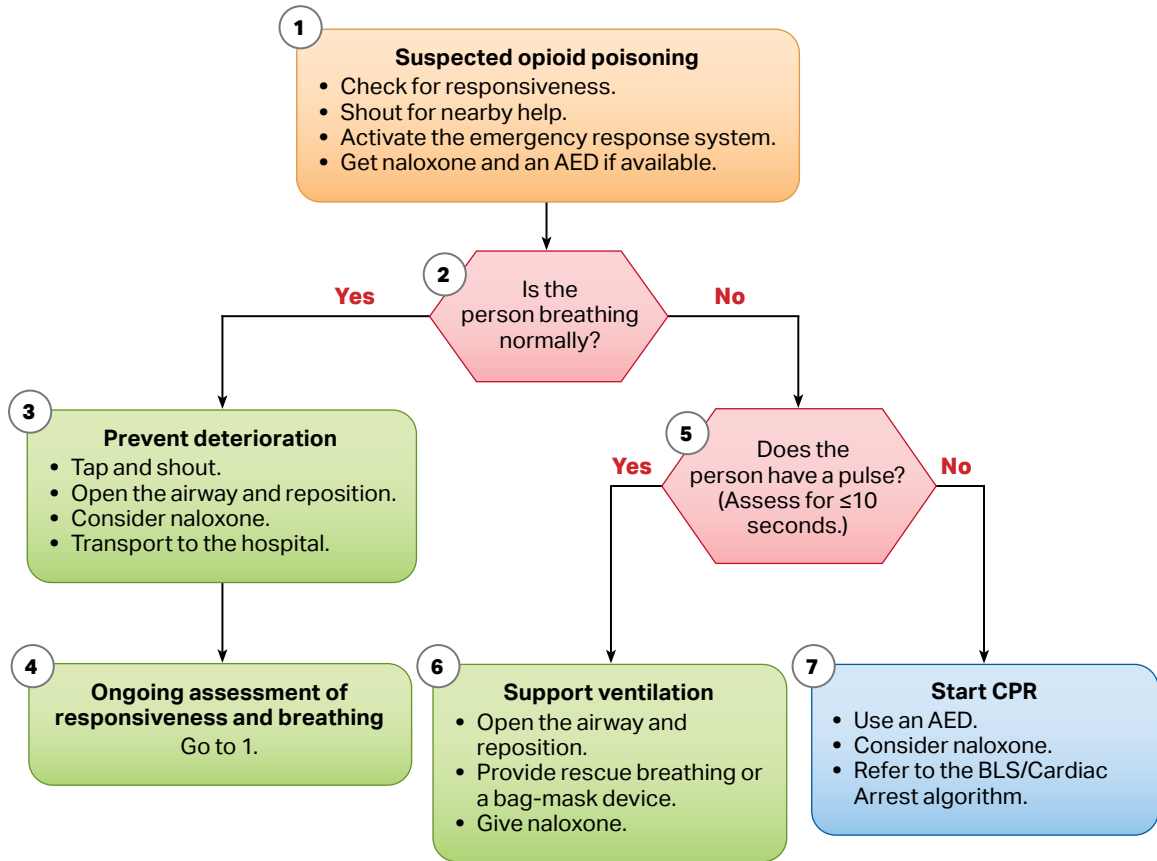 1
Suspected opioid poisoning
• Check for responsiveness.
• Shout for nearby help.
• Activate the emergency response system.
• Get naloxone and an AED if available.
2
Is the
person breathing
normally?
Yes
No
3
Prevent deterioration
• Tap and shout.
• Open the airway and reposition.
• Consider naloxone.
• Transport to the hospital.
4
Ongoing assessment of
responsiveness and breathing
Go to 1.
5
Does the
person have a pulse?
(Assess for ≤10
seconds.)
Yes
No
6
Support ventilation
• Open the airway and
reposition.
• Provide rescue breathing or
a bag-mask device.
• Give naloxone.
7
Start CPR
• Use an AED.
• Consider naloxone.
• Refer to the BLS/Cardiac
Arrest algorithm.